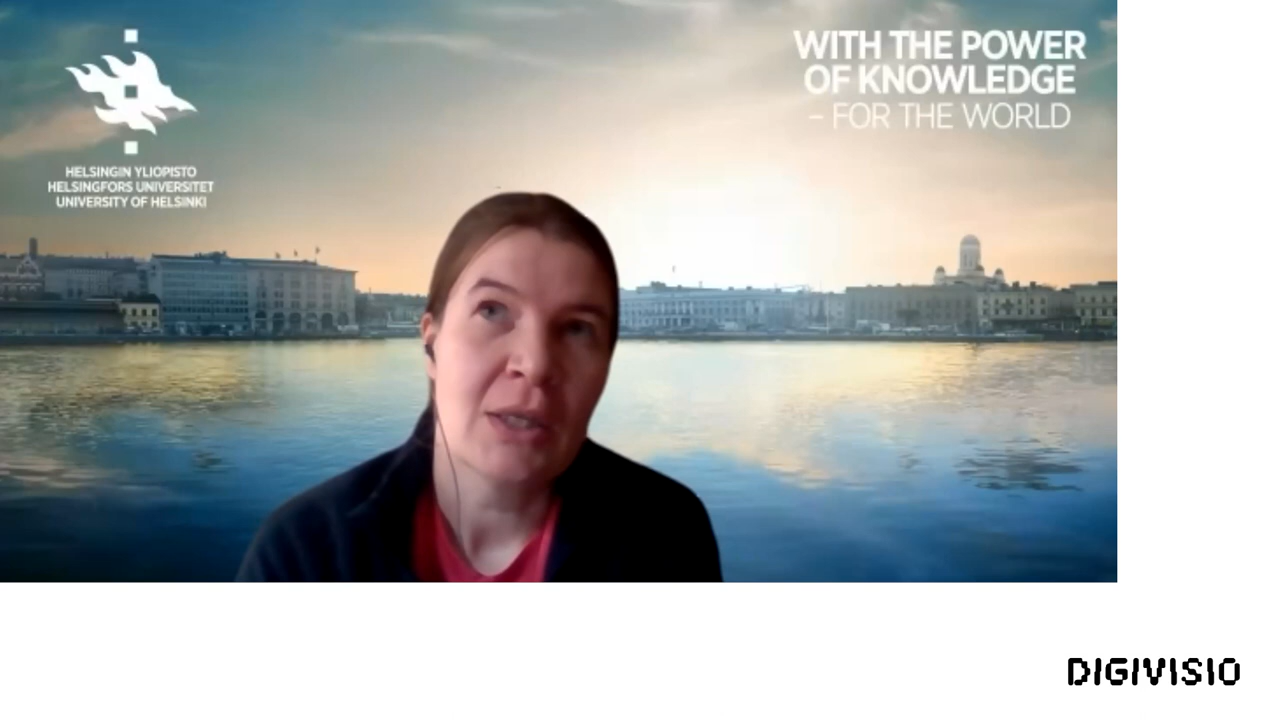 WITH THE POWER
OF KNOWLEDGE
– FOR THE WORLD
HELSINGIN YLIOPISTO
HELSINGFORS UNIVERSITET
UNIVERSITY OF HELSINKI
DIGIVISIO